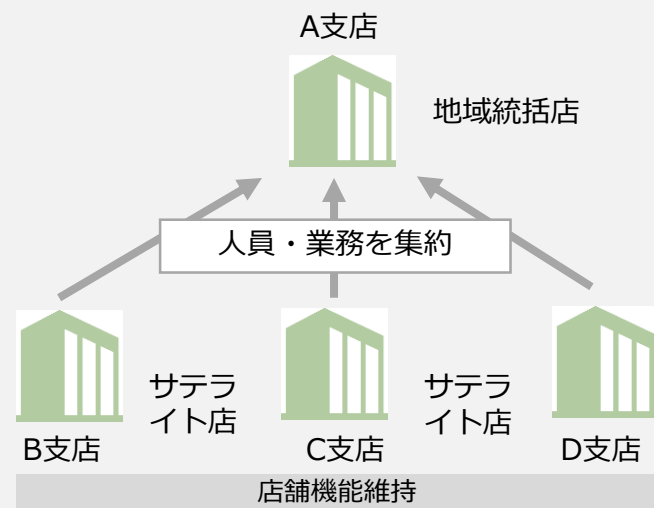 A支店
地域統括店
人員・業務を集約
サテラ
イト店
サテラ
イト店
B支店
C支店
D支店
店舗機能維持